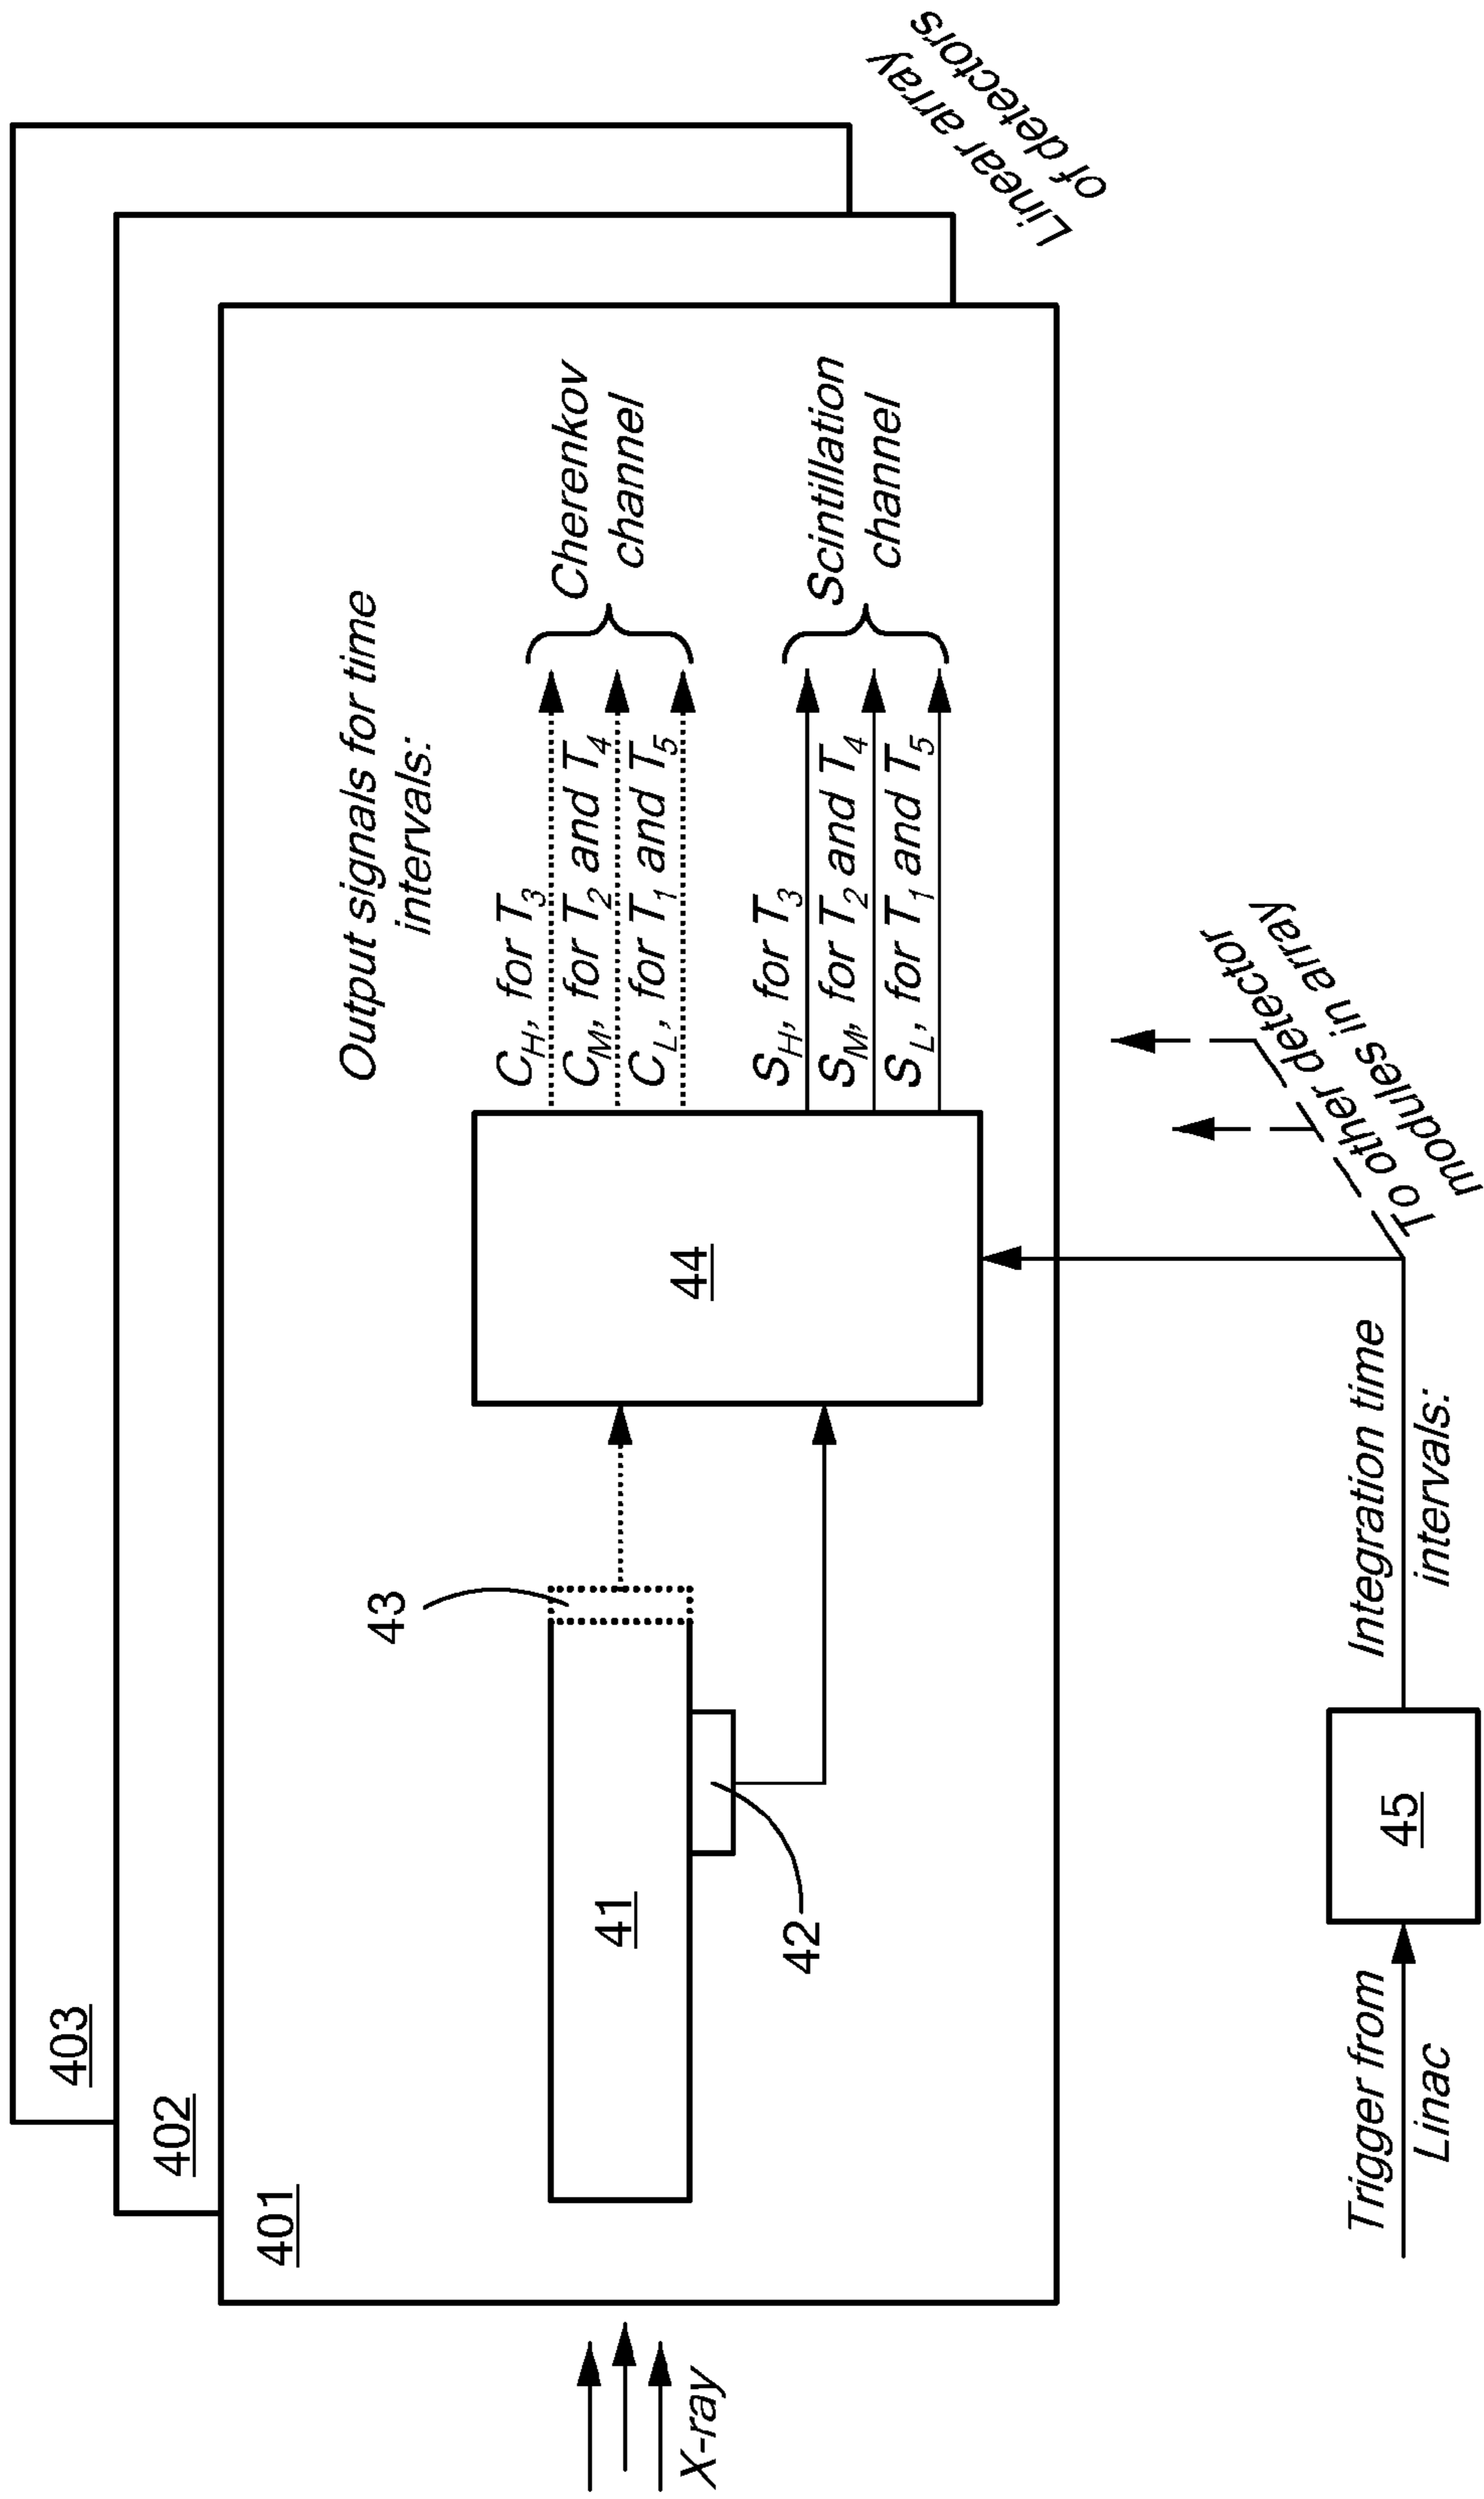 403
402
401
Linear array
of detectors
Output signals for time
intervals:
C_H, for T_3
C_M, for T_2 and T_4
C_L, for T_1 and T_5
Cherenkov
channel
S_H, for T_3
S_M, for T_2 and T_4
S_L, for T_1 and T_5
Scintillation
channel
43
41
42
44
X-ray
Trigger from
Linac
45
Integration time
intervals:
To other detector
modules in array